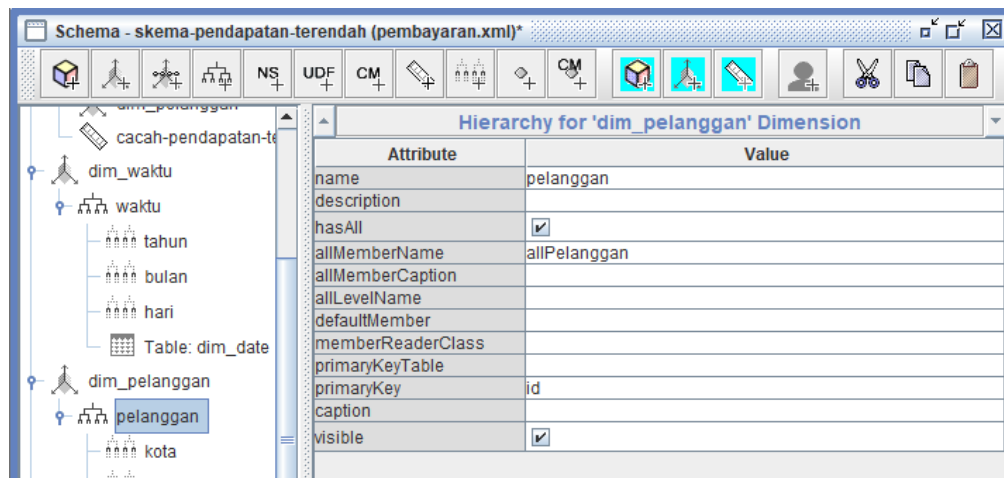 Schema - skema-pendapatan-terendah (pembayaran.xml)*
NS UDF CM CM
dim_pelanggan
cacah-pendapatan-te
dim_waktu
waktu
tahun
bulan
hari
Table: dim_date
dim_pelanggan
pelanggan
kota
Hierarchy for 'dim_pelanggan' Dimension
Attribute Value
name pelanggan
description
hasAll
allMemberName allPelanggan
allMemberCaption
allLevelName
defaultMember
memberReaderClass
primaryKeyTable
primaryKey id
caption
visible